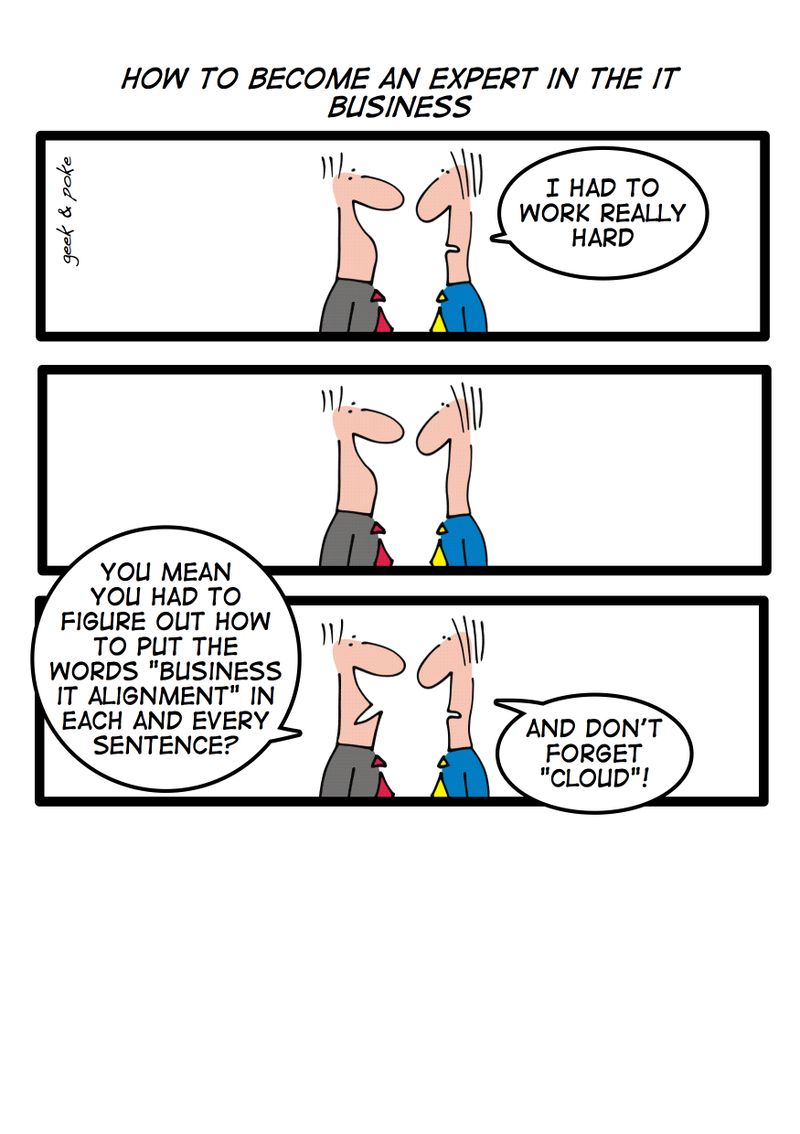 HOW TO BECOME AN EXPERT IN THE IT
BUSINESS
geek & poke
I HAD TO
WORK REALLY
HARD
YOU MEAN
YOU HAD TO
FIGURE OUT HOW
TO PUT THE
WORDS "BUSINESS
IT ALIGNMENT" IN
EACH AND EVERY
SENTENCE?
AND DON'T
FORGET
"CLOUD"!